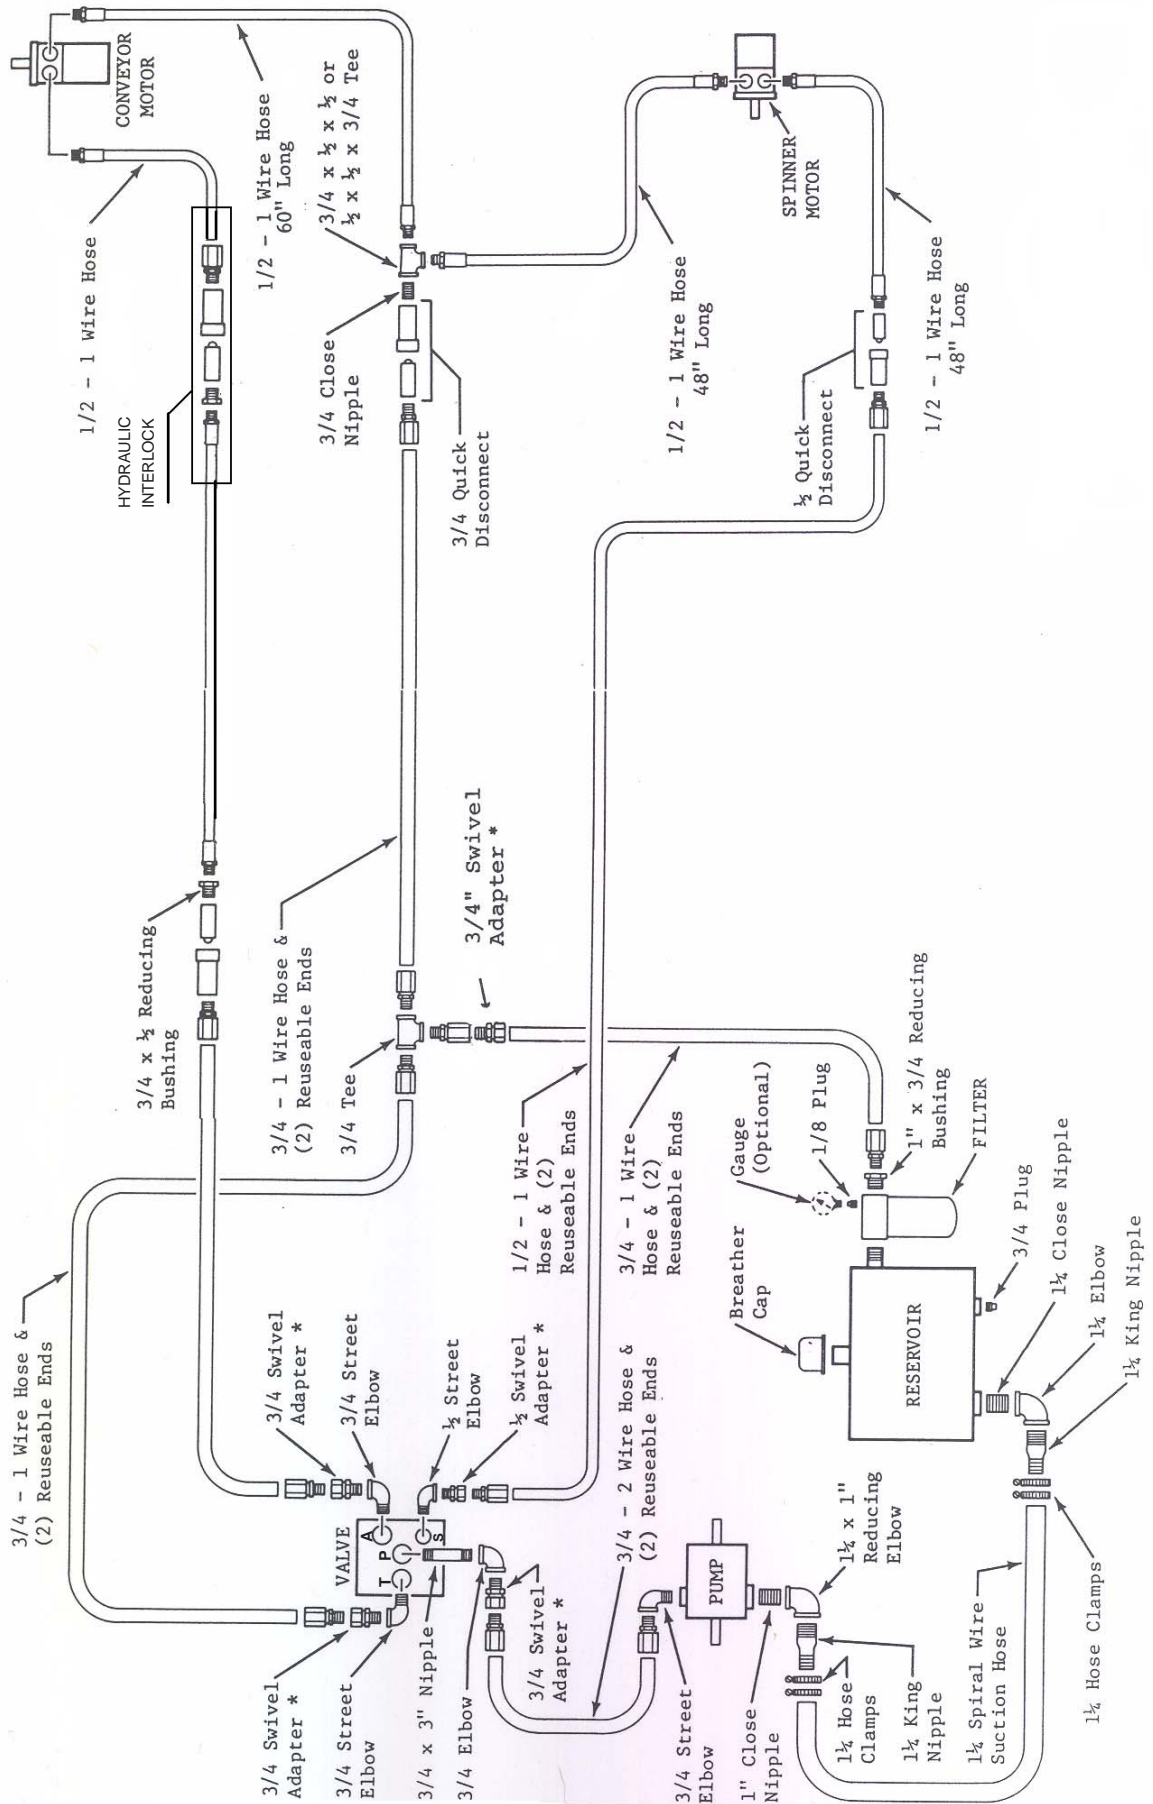 CONVEYOR
MOTOR
1/2 - 1 Wire Hose
HYDRAULIC
INTERLOCK
1/2 - 1 Wire Hose
60" Long
3/4 x ½ x ½ or
½ x ½ x 3/4 Tee
3/4 Close
Nipple
3/4 Quick
Disconnect
SPINNER
MOTOR
1/2 - 1 Wire Hose
48" Long
½ Quick
Disconnect
1/2 - 1 Wire Hose
48" Long
3/4 x ½ Reducing
Bushing
3/4 - 1 Wire Hose &
(2) Reuseable Ends
3/4 Tee
3/4" Swivel
Adapter *
1/2 - 1 Wire
Hose & (2)
Reuseable Ends
3/4 - 1 Wire
Hose & (2)
Reuseable Ends
Gauge
(Optional)
1/8 Plug
1" x 3/4 Reducing
Bushing
FILTER
Breather
Cap
RESERVOIR
3/4 Plug
1¼ Close Nipple
1¼ Elbow
1¼ King Nipple
3/4 - 1 Wire Hose &
(2) Reuseable Ends
3/4 Swivel
Adapter *
3/4 Street
Elbow
½ Street
Elbow
½ Swivel
Adapter *
VALVE
A
P
T
S
3/4 Swivel
Adapter *
3/4 Street
Elbow
3/4 x 3" Nipple
3/4 Elbow
3/4 Swivel
Adapter *
3/4 - 2 Wire Hose &
(2) Reuseable Ends
PUMP
3/4 Street
Elbow
1" Close
Nipple
1¼ x 1"
Reducing
Elbow
1¼ Hose
Clamps
1¼ King
Nipple
1¼ Spiral Wire
Suction Hose
1¼ Hose Clamps